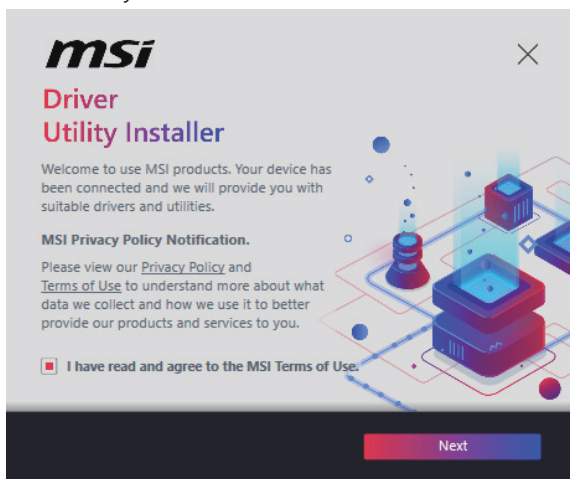 msi
Driver
Utility Installer
Welcome to use MSI products. Your device has
been connected and we will provide you with
suitable drivers and utilities.
MSI Privacy Policy Notification.
Please view our Privacy Policy and
Terms of Use to understand more about what
data we collect and how we use it to better
provide our products and services to you.
I have read and agree to the MSI Terms of Use.
Next